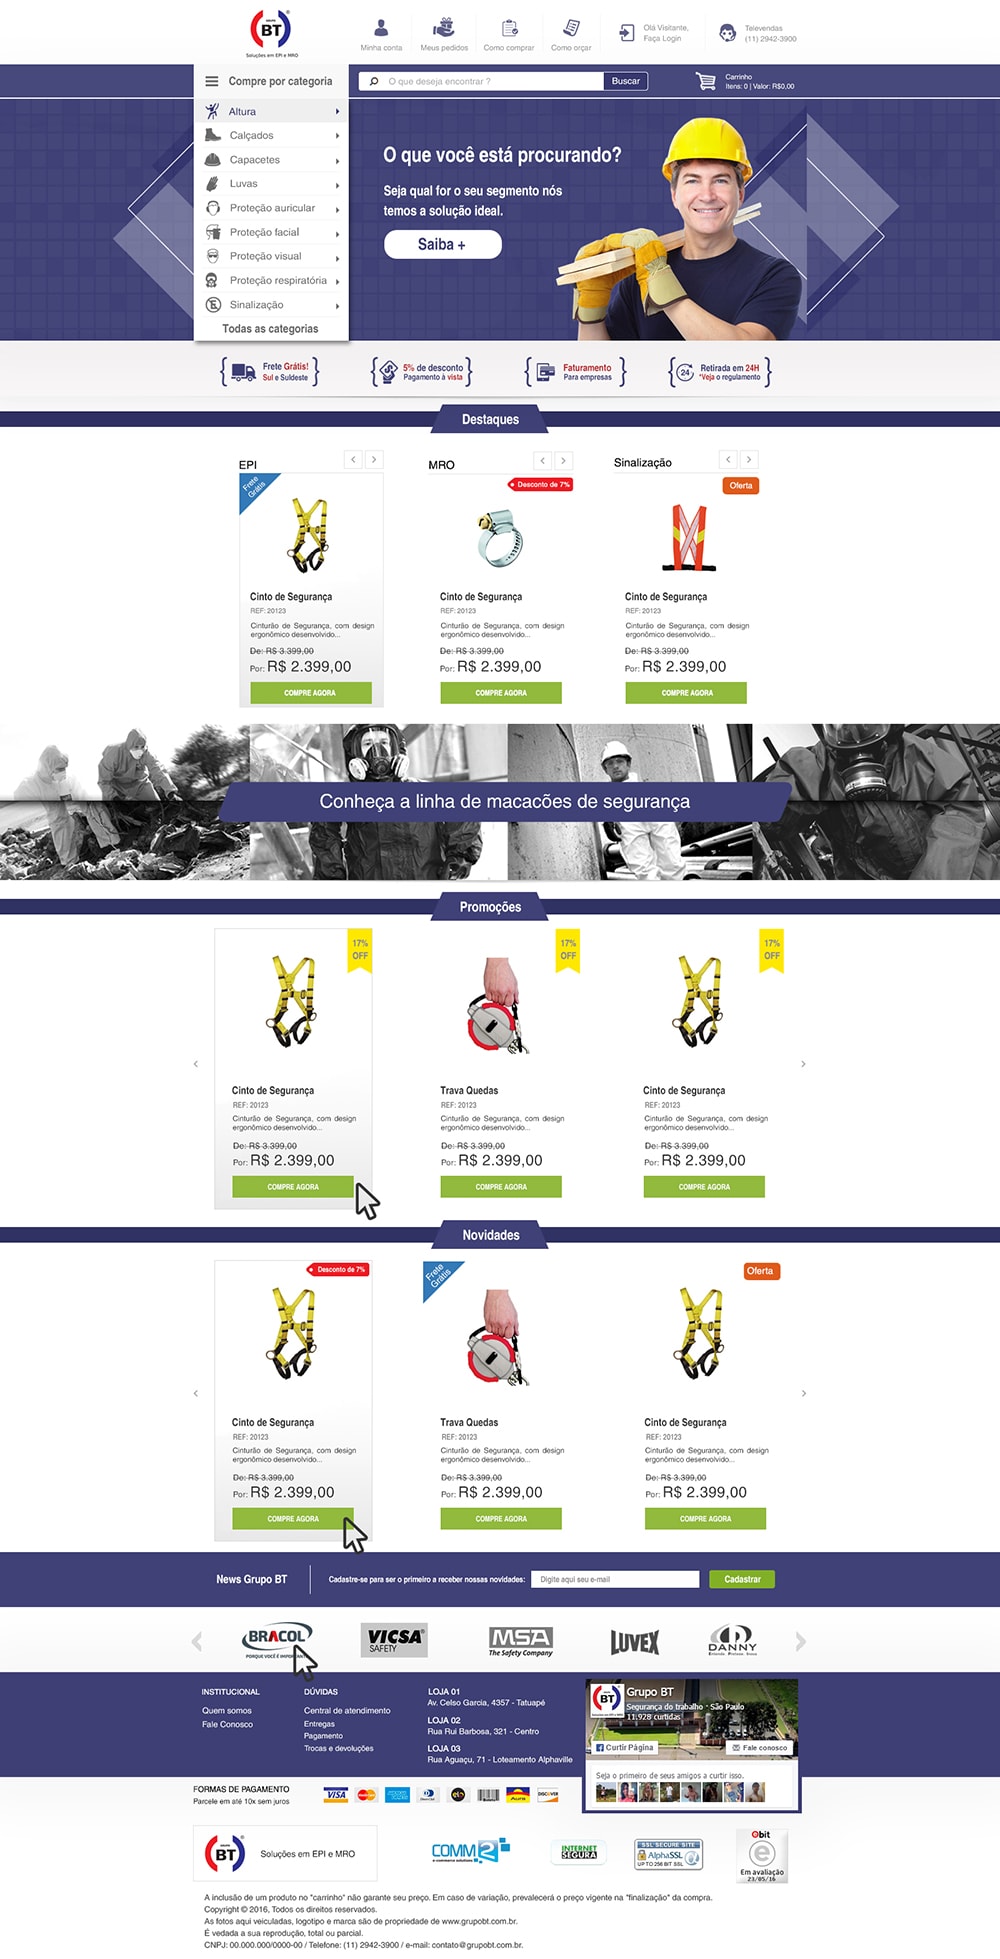 GRUPO
BT
Soluções em EPI e MRO
Minha conta
Meus pedidos
Como comprar
Como orçar
Olá Visitante,
Faça Login
Televendas
(11) 2942-3900
Compre por categoria
O que deseja encontrar ?
Buscar
Carrinho
Itens: 0 | Valor: R$0,00
Altura
Calçados
Capacetes
Luvas
Proteção auricular
Proteção facial
Proteção visual
Proteção respiratória
Sinalização
Todas as categorias
O que você está procurando?
Seja qual for o seu segmento nós
temos a solução ideal.
Saiba +
Frete Grátis!
Sul e Suldeste
5% de desconto
Pagamento à vista
Faturamento
Para empresas
24
Retirada em 24H
*Veja o regulamento
Destaques
EPI
MRO
Sinalização
Frete
Grátis
Desconto de 7%
Oferta
Cinto de Segurança
REF: 20123
Cinturão de Segurança, com design
ergonômico desenvolvido...
De: R$ 3.399,00
Por: R$ 2.399,00
COMPRE AGORA
Cinto de Segurança
REF: 20123
Cinturão de Segurança, com design
ergonômico desenvolvido...
De: R$ 3.399,00
Por: R$ 2.399,00
COMPRE AGORA
Cinto de Segurança
REF: 20123
Cinturão de Segurança, com design
ergonômico desenvolvido...
De: R$ 3.399,00
Por: R$ 2.399,00
COMPRE AGORA
Conheça a linha de macacões de segurança
Promoções
17%
OFF
17%
OFF
17%
OFF
Cinto de Segurança
REF: 20123
Cinturão de Segurança, com design
ergonômico desenvolvido...
De: R$ 3.399,00
Por: R$ 2.399,00
COMPRE AGORA
Trava Quedas
REF: 20123
Cinturão de Segurança, com design
ergonômico desenvolvido...
De: R$ 3.399,00
Por: R$ 2.399,00
COMPRE AGORA
Cinto de Segurança
REF: 20123
Cinturão de Segurança, com design
ergonômico desenvolvido...
De: R$ 3.399,00
Por: R$ 2.399,00
COMPRE AGORA
Novidades
Desconto de 7%
Frete
Grátis
Oferta
Cinto de Segurança
REF: 20123
Cinturão de Segurança, com design
ergonômico desenvolvido...
De: R$ 3.399,00
Por: R$ 2.399,00
COMPRE AGORA
Trava Quedas
REF: 20123
Cinturão de Segurança, com design
ergonômico desenvolvido...
De: R$ 3.399,00
Por: R$ 2.399,00
COMPRE AGORA
Cinto de Segurança
REF: 20123
Cinturão de Segurança, com design
ergonômico desenvolvido...
De: R$ 3.399,00
Por: R$ 2.399,00
COMPRE AGORA
News Grupo BT
Cadastre-se para ser o primeiro a receber nossas novidades:
Digite aqui seu e-mail
Cadastrar
BRACOL
PORQUE VOCÊ É
VICSA
SAFETY
MSA
The Safety Company
LUVEX
DANNY
INSTITUCIONAL
Quem somos
Fale Conosco
DÚVIDAS
Central de atendimento
Entregas
Pagamento
Trocas e devoluções
LOJA 01
Av. Celso Garcia, 4357 - Tatuapé
LOJA 02
Rua Rui Barbosa, 321 - Centro
LOJA 03
Rua Aguaçu, 71 - Loteamento Alphaville
BT
Grupo BT
Segurança do trabalho · São Paulo
11.928 curtidas
Curtir Página
Fale conosco
Seja o primeiro de seus amigos a curtir isso.
FORMAS DE PAGAMENTO
Parcele em até 10x sem juros
VISA
elo
Aura
DISCOVER
GRUPO
BT
Soluções em EPI e MRO
COMM2
e-commerce solutions
INTERNET
SEGURA
SSL SECURE SITE
AlphaSSL
UP TO 256 BIT SSL
ebit
e
Em avaliação
23/05/16
A inclusão de um produto no "carrinho" não garante seu preço. Em caso de variação, prevalecerá o preço vigente na "finalização" da compra.
Copyright © 2016, Todos os direitos reservados.
As fotos aqui veiculadas, logotipo e marca são de propriedade de www.grupobt.com.br.
É vedada a sua reprodução, total ou parcial.
CNPJ: 00.000.000/0000-00 / Telefone: (11) 2942-3900 / e-mail: contato@grupobt.com.br.